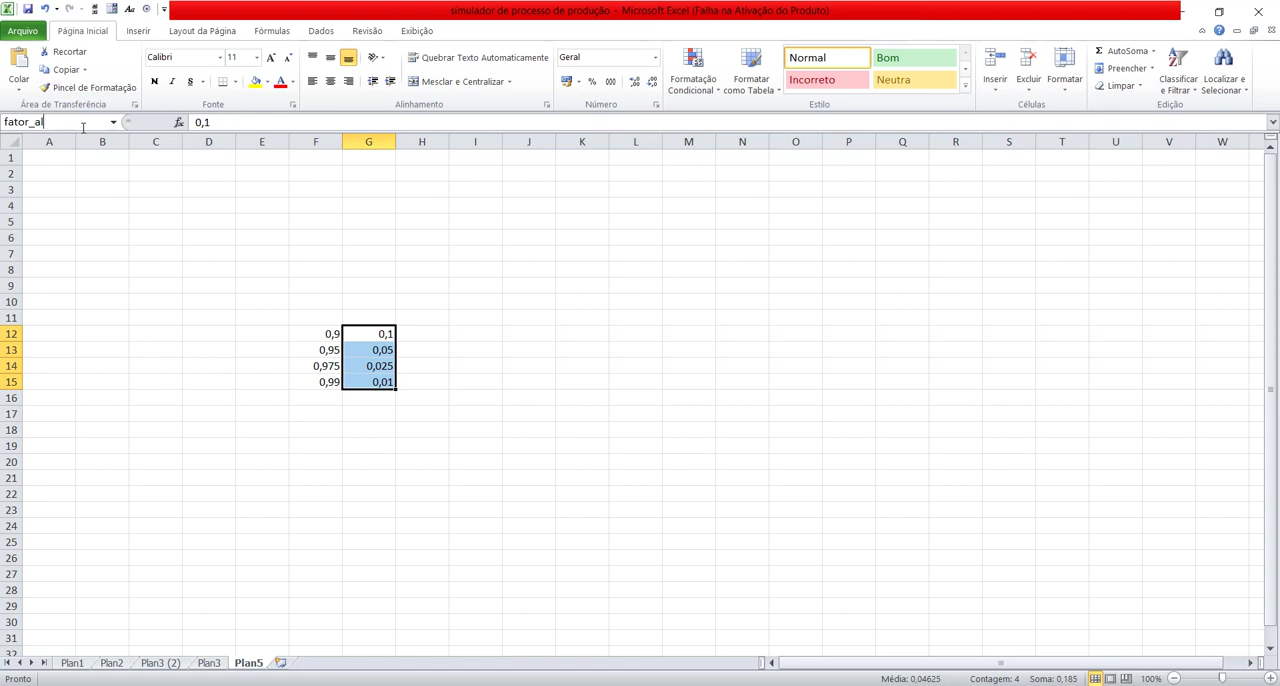 simulador de processo de produção - Microsoft Excel (Falha na Ativação do Produto)
Arquivo Página Inicial Inserir Layout da Página Fórmulas Dados Revisão Exibição
Colar
Recortar
Copiar
Pincel de Formatação
Área de Transferência
Calibri 11
N I S
Fonte
Quebrar Texto Automaticamente
Mesclar e Centralizar
Alinhamento
Geral
% 000
Número
Formatação Condicional
Formatar como Tabela
Normal Bom
Incorreto Neutra
Estilo
Inserir Excluir Formatar
Células
AutoSoma
Preencher
Limpar
Classificar e Filtrar
Localizar e Selecionar
Edição
fator_al fx 0,1
A B C D E F G H I J K L M N O P Q R S T U V W
1
2
3
4
5
6
7
8
9
10
11
12 0,9 0,1
13 0,95 0,05
14 0,975 0,025
15 0,99 0,01
16
17
18
19
20
21
22
23
24
25
26
27
28
29
30
31
32
Plan1 Plan2 Plan3 (2) Plan3 Plan5
Pronto Média: 0,04625 Contagem: 4 Soma: 0,185 100%